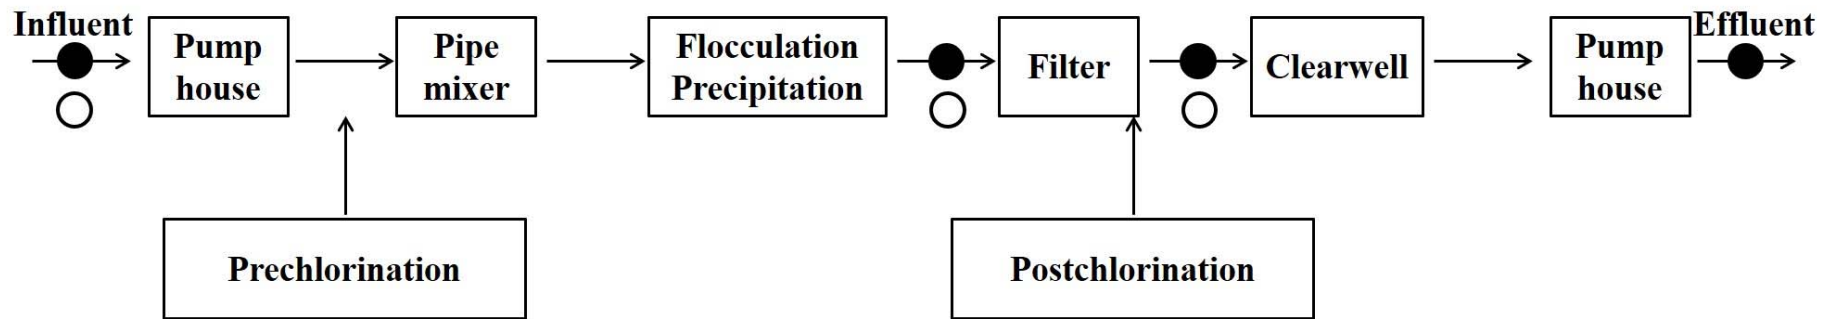 Influent
Pump
house
Pipe
mixer
Flocculation
Precipitation
Filter
Clearwell
Pump
house
Effluent
Prechlorination
Postchlorination